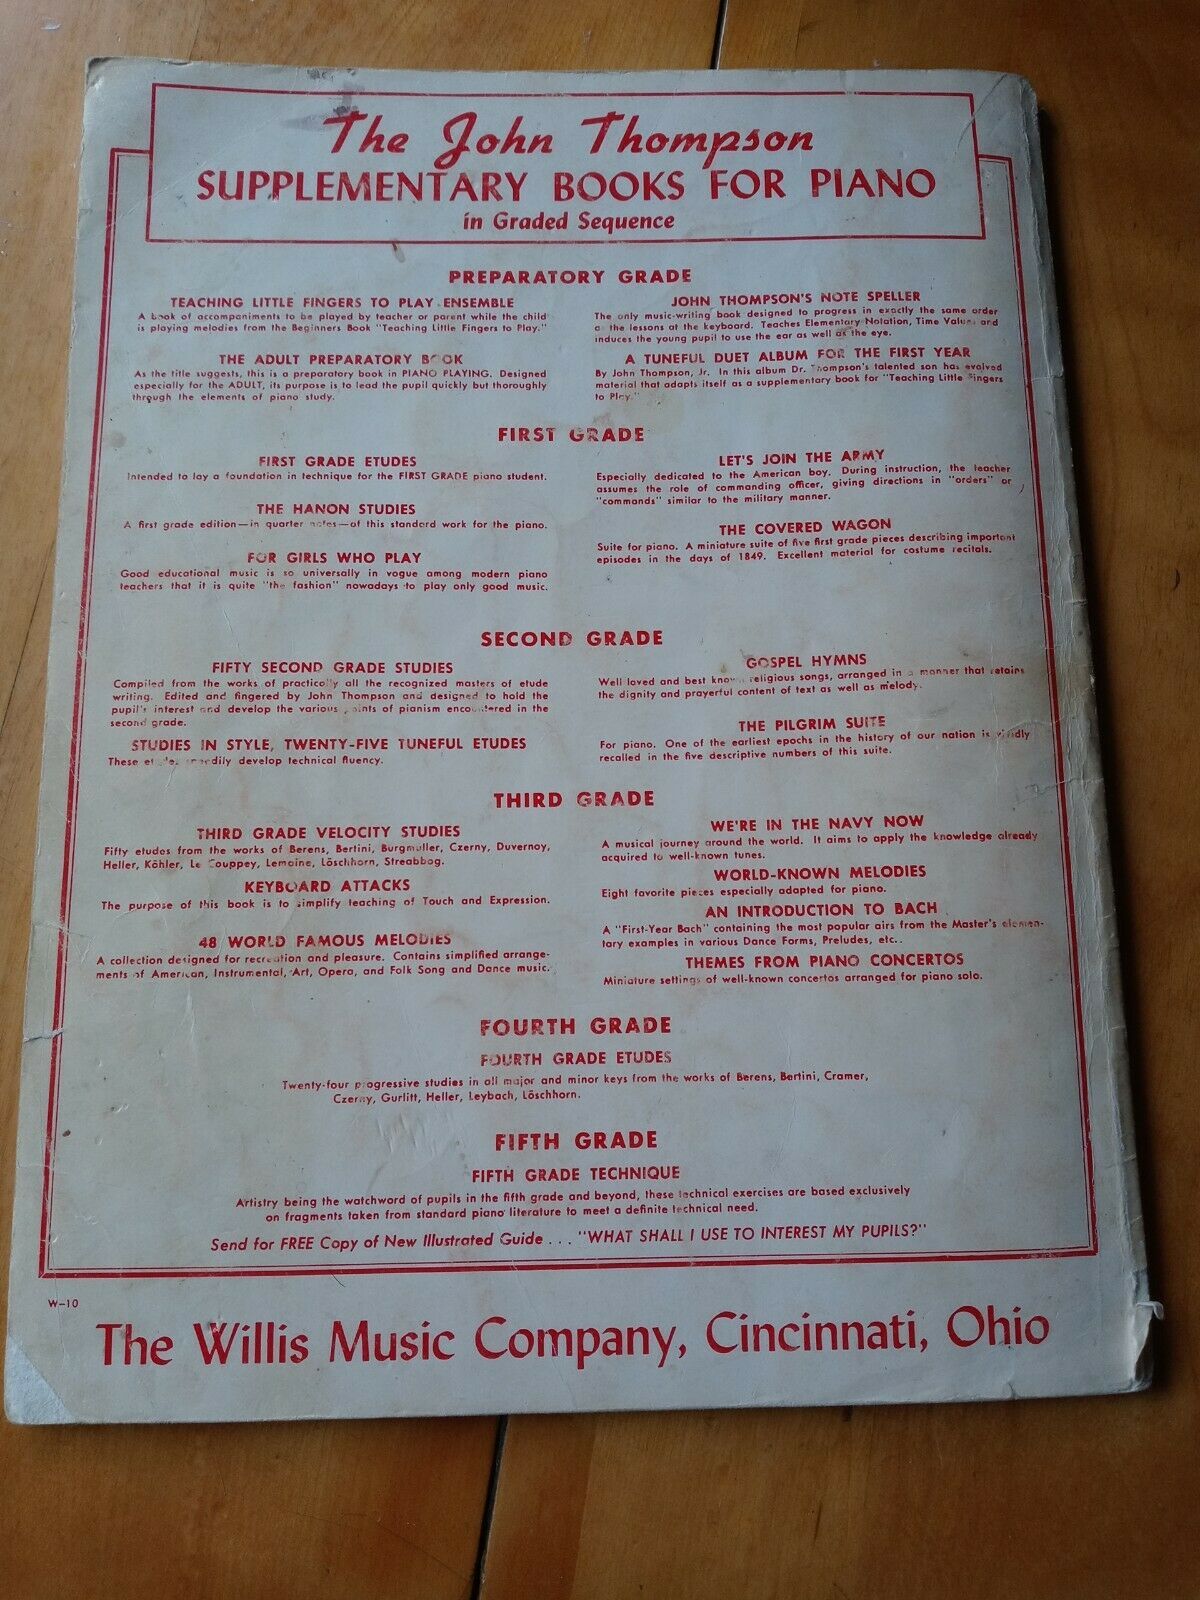 The John Thompson
SUPPLEMENTARY BOOKS FOR PIANO
in Graded Sequence
PREPARATORY GRADE
TEACHING LITTLE FINGERS TO PLAY ENSEMBLE
A book of accompaniments to be played by teacher or parent while the child
is playing melodies from the Beginners Book "Teaching Little Fingers to Play."
THE ADULT PREPARATORY BOOK
As the title suggests, this is a preparatory book in PIANO PLAYING. Designed
especially for the ADULT, its purpose is to lead the pupil quickly but thoroughly
through the elements of piano study.
JOHN THOMPSON'S NOTE SPELLER
The only music-writing book designed to progress in exactly the same order
as the lessons at the keyboard. Teaches Elementary Notation, Time Values and
induces the young pupil to use the ear as well as the eye.
A TUNEFUL DUET ALBUM FOR THE FIRST YEAR
By John Thompson, Jr. In this album Dr. Thompson's talented son has evolved
material that adapts itself as a supplementary book for "Teaching Little Fingers
to Play."
FIRST GRADE
FIRST GRADE ETUDES
Intended to lay a foundation in technique for the FIRST GRADE piano student.
THE HANON STUDIES
A first grade edition—in quarter notes—of this standard work for the piano.
FOR GIRLS WHO PLAY
Good educational music is so universally in vogue among modern piano
teachers that it is quite "the fashion" nowadays to play only good music.
LET'S JOIN THE ARMY
Especially dedicated to the American boy. During instruction, the teacher
assumes the role of commanding officer, giving directions in "orders" or
"commands" similar to the military manner.
THE COVERED WAGON
Suite for piano. A miniature suite of five first grade pieces describing important
episodes in the days of 1849. Excellent material for costume recitals.
SECOND GRADE
FIFTY SECOND GRADE STUDIES
Compiled from the works of practically all the recognized masters of etude
writing. Edited and fingered by John Thompson and designed to hold the
pupil's interest and develop the various points of pianism encountered in the
second grade.
STUDIES IN STYLE, TWENTY-FIVE TUNEFUL ETUDES
These etudes speedily develop technical fluency.
GOSPEL HYMNS
Well loved and best known religious songs, arranged in a manner that retains
the dignity and prayerful content of text as well as melody.
THE PILGRIM SUITE
For piano. One of the earliest epochs in the history of our nation is vividly
recalled in the five descriptive numbers of this suite.
THIRD GRADE
THIRD GRADE VELOCITY STUDIES
Fifty etudes from the works of Berens, Bertini, Burgmuller, Czerny, Duvernoy,
Heller, Köhler, Le Couppey, Lemoine, Löschhorn, Streabbog.
KEYBOARD ATTACKS
The purpose of this book is to simplify teaching of Touch and Expression.
48 WORLD FAMOUS MELODIES
A collection designed for recreation and pleasure. Contains simplified arrange-
ments of American, Instrumental, Art, Opera, and Folk Song and Dance music.
WE'RE IN THE NAVY NOW
A musical journey around the world. It aims to apply the knowledge already
acquired to well-known tunes.
WORLD-KNOWN MELODIES
Eight favorite pieces especially adapted for piano.
AN INTRODUCTION TO BACH
A "First-Year Bach" containing the most popular airs from the Master's elemen-
tary examples in various Dance Forms, Preludes, etc..
THEMES FROM PIANO CONCERTOS
Miniature settings of well-known concertos arranged for piano solo.
FOURTH GRADE
FOURTH GRADE ETUDES
Twenty-four progressive studies in all major and minor keys from the works of Berens, Bertini, Cramer,
Czerny, Gurlitt, Heller, Leybach, Löschhorn.
FIFTH GRADE
FIFTH GRADE TECHNIQUE
Artistry being the watchword of pupils in the fifth grade and beyond, these technical exercises are based exclusively
on fragments taken from standard piano literature to meet a definite technical need.
Send for FREE Copy of New Illustrated Guide . . . "WHAT SHALL I USE TO INTEREST MY PUPILS?"
W-10
The Willis Music Company, Cincinnati, Ohio